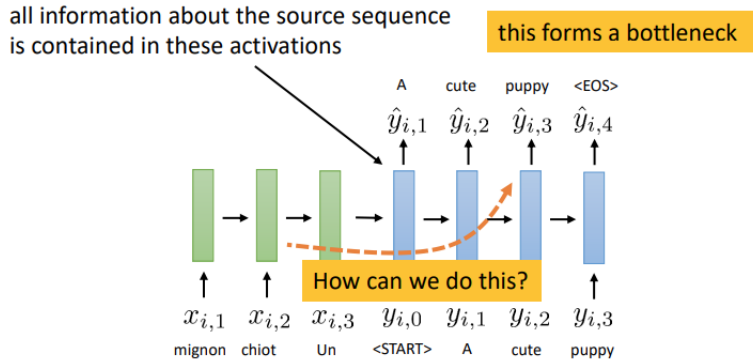 all information about the source sequence
is contained in these activations
this forms a bottleneck
A cute puppy <EOS>
ŷi,1 ŷi,2 ŷi,3 ŷi,4
How can we do this?
xi,1 xi,2 xi,3 yi,0 yi,1 yi,2 yi,3
mignon chiot Un <START> A cute puppy